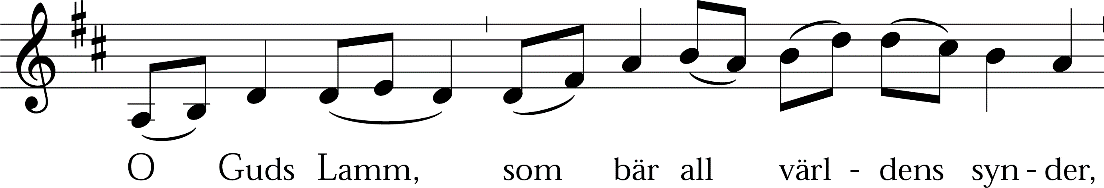 O Guds Lamm, som bär all värl - dens syn - der,